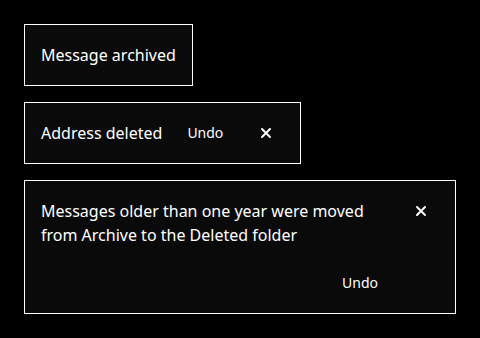 Message archived
Address deleted Undo
Messages older than one year were moved
from Archive to the Deleted folder
Undo